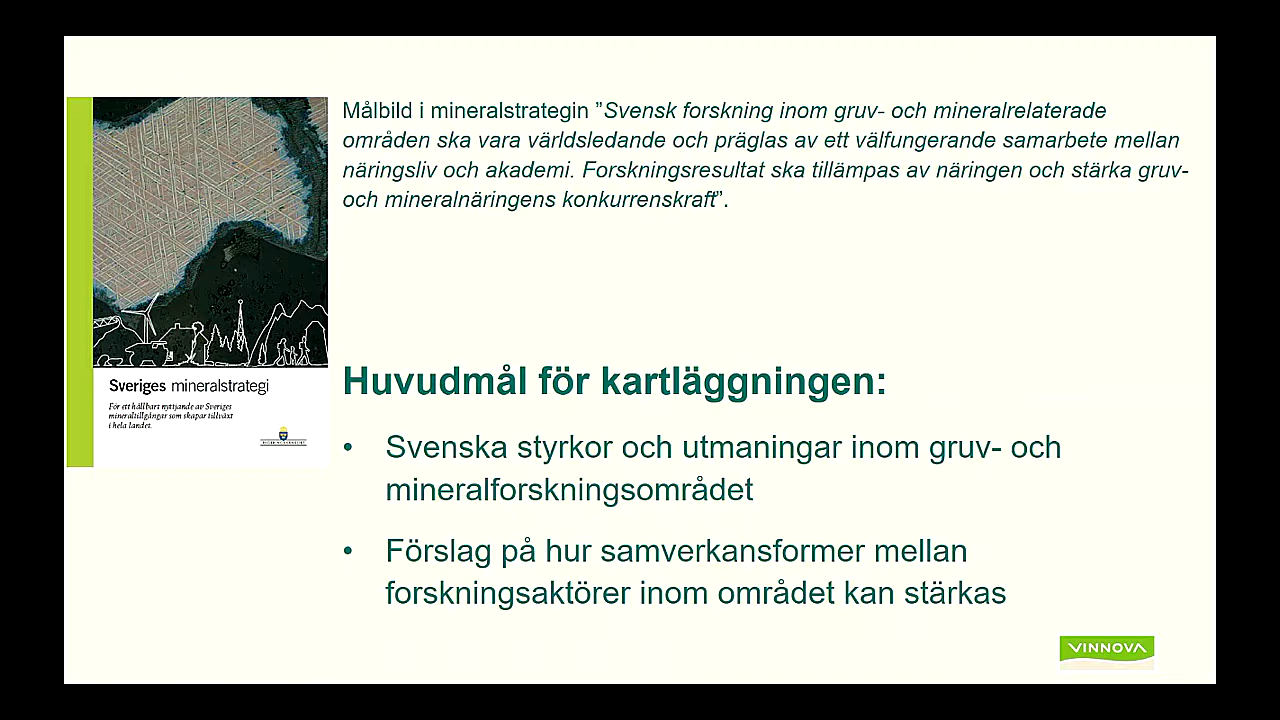 Målbild i mineralstrategin ”Svensk forskning inom gruv- och mineralrelaterade
områden ska vara världsledande och präglas av ett välfungerande samarbete mellan
näringsliv och akademi. Forskningsresultat ska tillämpas av näringen och stärka gruv-
och mineralnäringens konkurrenskraft”.
Sveriges mineralstrategi
För ett hållbart nyttjande av Sveriges
mineraltillgångar som skapar tillväxt
i hela landet.
Huvudmål för kartläggningen:
• Svenska styrkor och utmaningar inom gruv- och
mineralforskningsområdet
• Förslag på hur samverkansformer mellan
forskningsaktörer inom området kan stärkas
VINNOVA